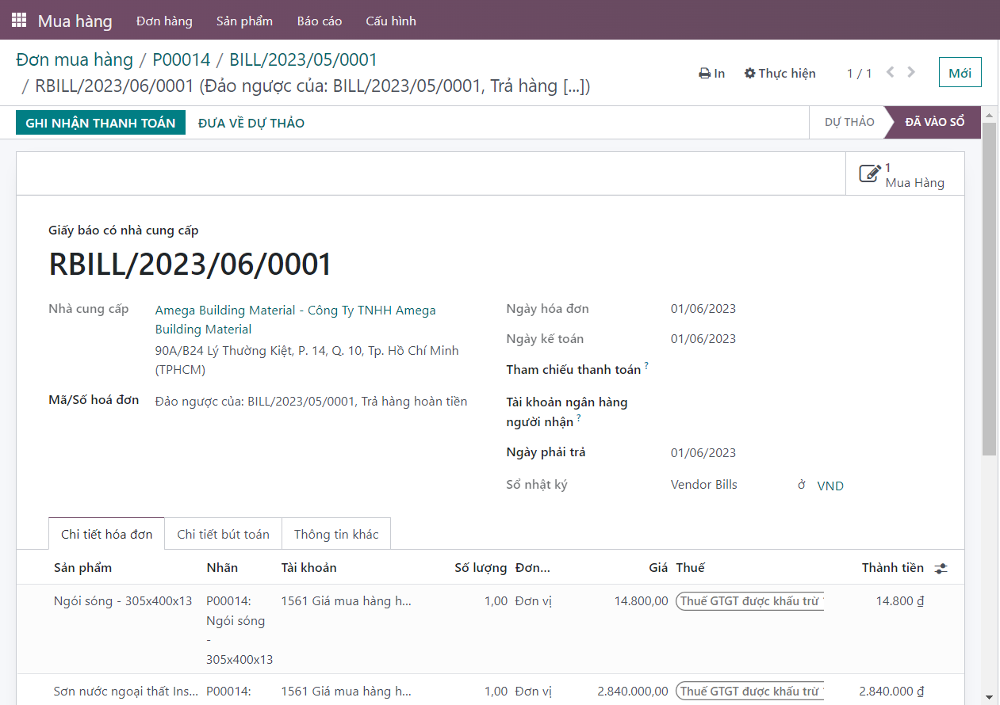 Mua hàng Đơn hàng Sản phẩm Báo cáo Cấu hình
Đơn mua hàng / P00014 / BILL/2023/05/0001
/ RBILL/2023/06/0001 (Đảo ngược của: BILL/2023/05/0001, Trả hàng [...])
In Thực hiện 1 / 1 Mới
GHI NHẬN THANH TOÁN ĐƯA VỀ DỰ THẢO DỰ THẢO ĐÃ VÀO SỔ
1
Mua Hàng
Giấy báo có nhà cung cấp
RBILL/2023/06/0001
Nhà cung cấp Amega Building Material - Công Ty TNHH Amega
Building Material
90A/B24 Lý Thường Kiệt, P. 14, Q. 10, Tp. Hồ Chí Minh
(TPHCM)
Mã/Số hoá đơn Đảo ngược của: BILL/2023/05/0001, Trả hàng hoàn tiền
Ngày hóa đơn 01/06/2023
Ngày kế toán 01/06/2023
Tham chiếu thanh toán ?
Tài khoản ngân hàng
người nhận ?
Ngày phải trả 01/06/2023
Sổ nhật ký Vendor Bills ở VND
Chi tiết hóa đơn Chi tiết bút toán Thông tin khác
Sản phẩm Nhãn Tài khoản Số lượng Đơn... Giá Thuế Thành tiền
Ngói sóng - 305x400x13 P00014: 1561 Giá mua hàng h... 1,00 Đơn vị 14.800,00 Thuế GTGT được khấu trừ 14.800 ₫
Ngói sóng
-
305x400x13
Sơn nước ngoại thất Ins... P00014: 1561 Giá mua hàng h... 1,00 Đơn vị 2.840.000,00 Thuế GTGT được khấu trừ 2.840.000 ₫